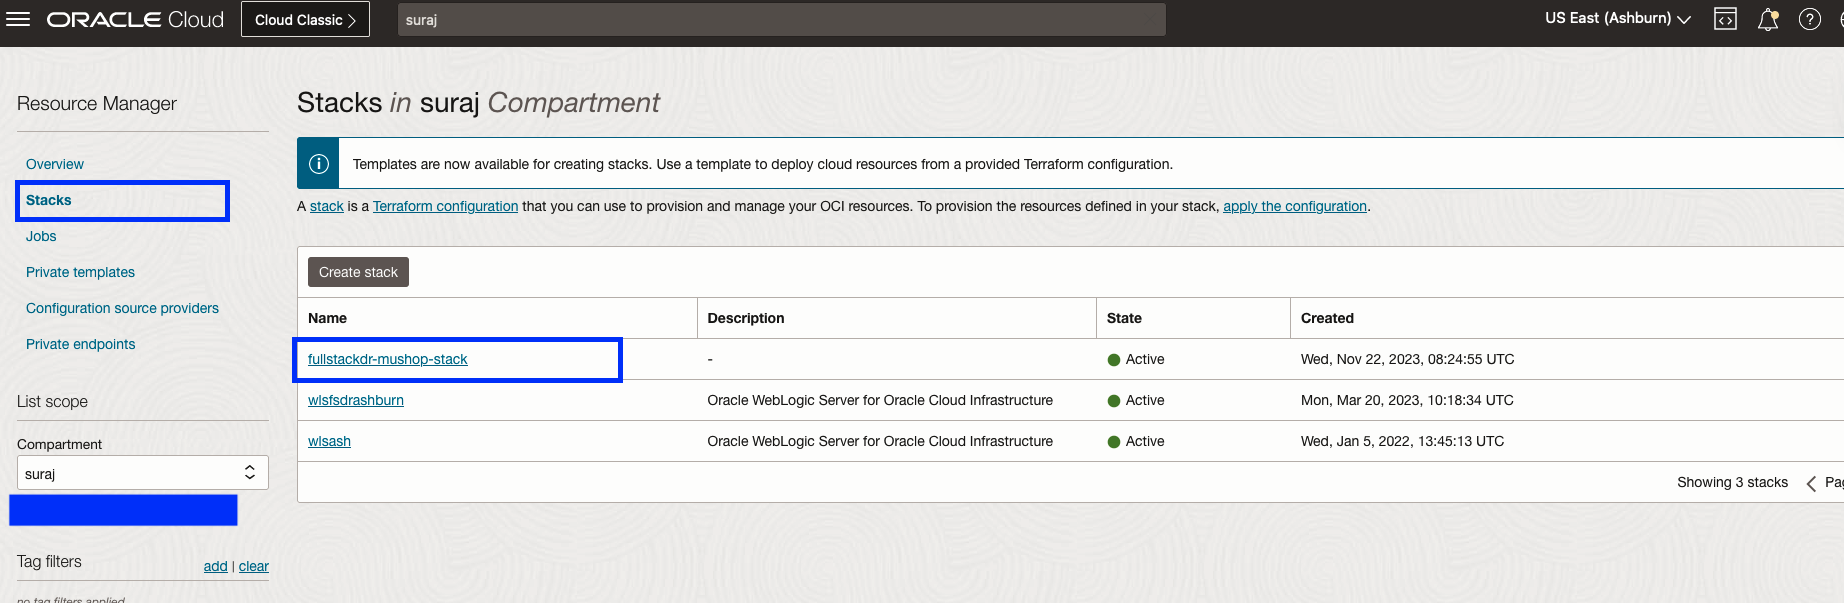 ORACLE Cloud
Cloud Classic
suraj
US East (Ashburn)
Resource Manager
Overview
Stacks
Jobs
Private templates
Configuration source providers
Private endpoints
List scope
Compartment
suraj
Tag filters
add | clear
no tag filters applied
Stacks in suraj Compartment
Templates are now available for creating stacks. Use a template to deploy cloud resources from a provided Terraform configuration.
A stack is a Terraform configuration that you can use to provision and manage your OCI resources. To provision the resources defined in your stack, apply the configuration.
Create stack
Name Description State Created
fullstackdr-mushop-stack - Active Wed, Nov 22, 2023, 08:24:55 UTC
wlsfsdrashburn Oracle WebLogic Server for Oracle Cloud Infrastructure Active Mon, Mar 20, 2023, 10:18:34 UTC
wlsash Oracle WebLogic Server for Oracle Cloud Infrastructure Active Wed, Jan 5, 2022, 13:45:13 UTC
Showing 3 stacks